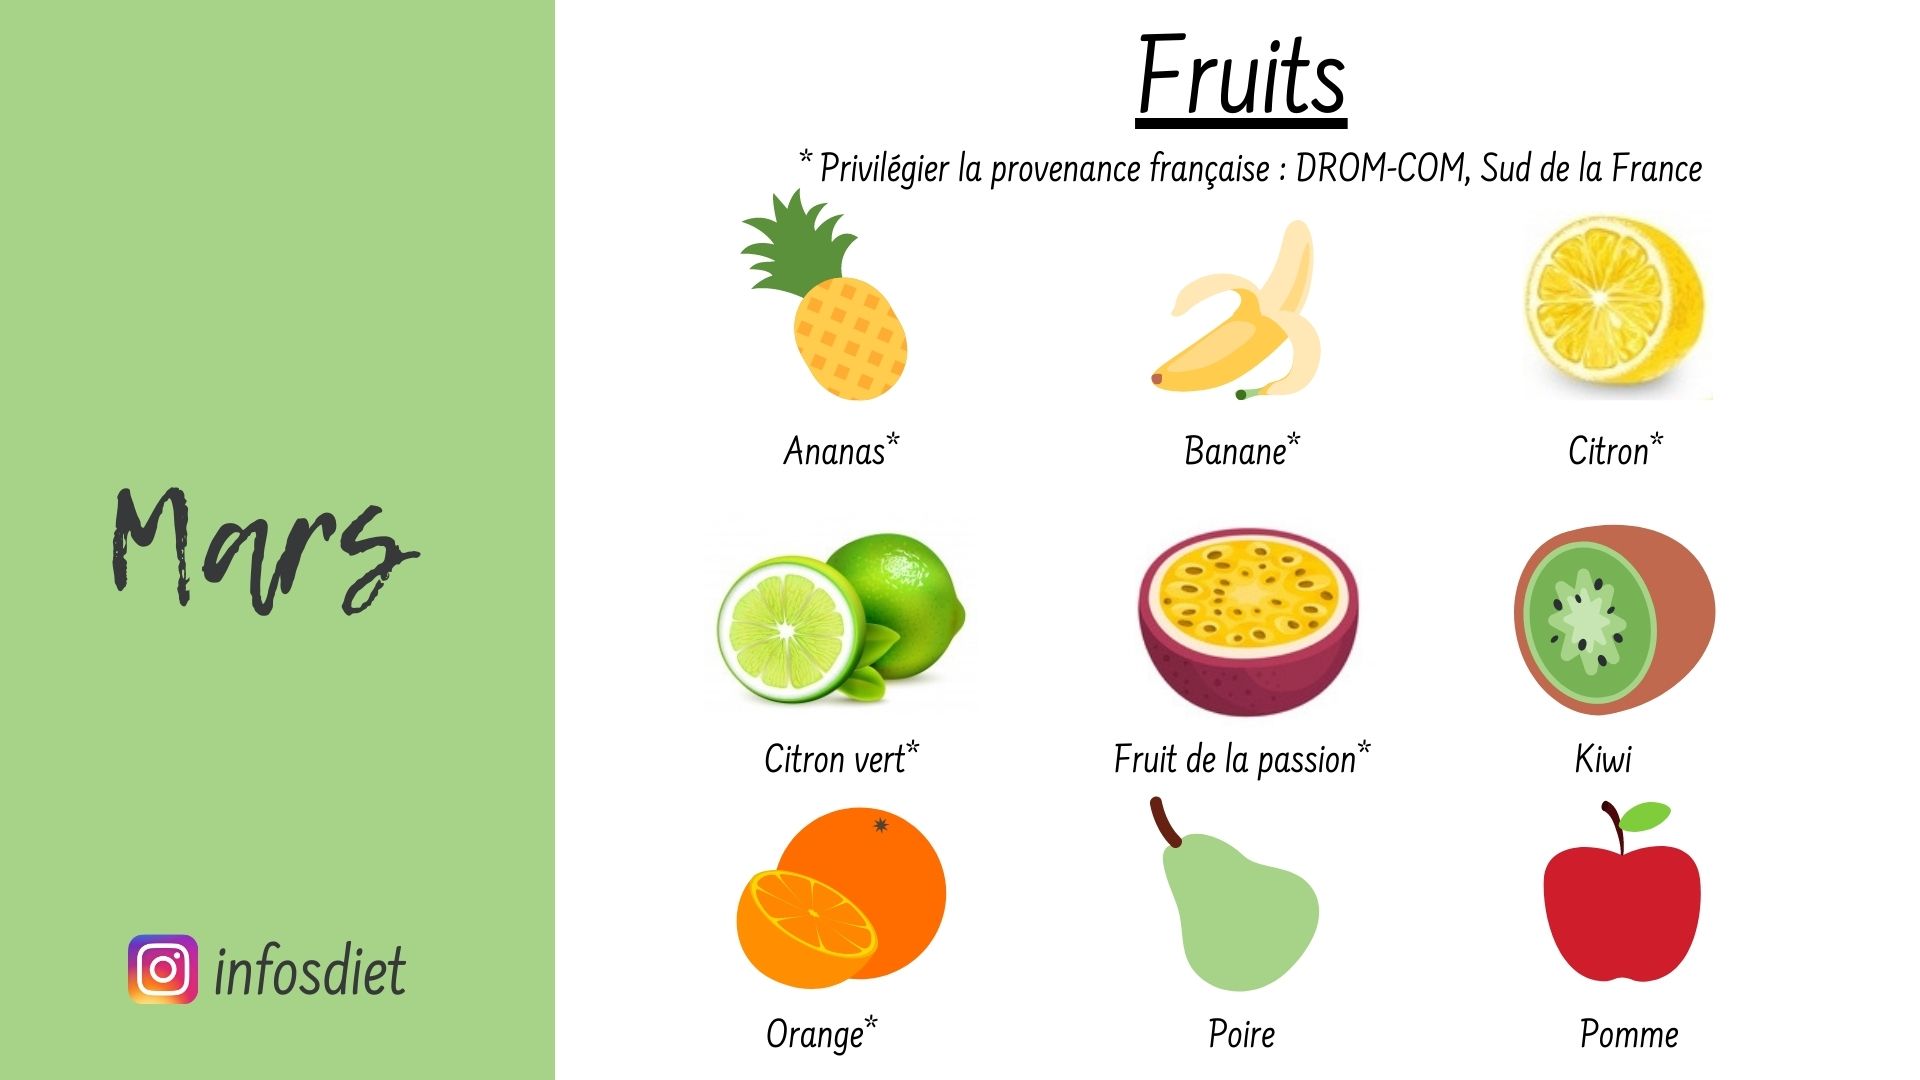 Fruits
* Privilégier la provenance française : DROM-COM, Sud de la France
Ananas*
Banane*
Citron*
Mars
Citron vert*
Fruit de la passion*
Kiwi
infosdiet
Orange*
Poire
Pomme